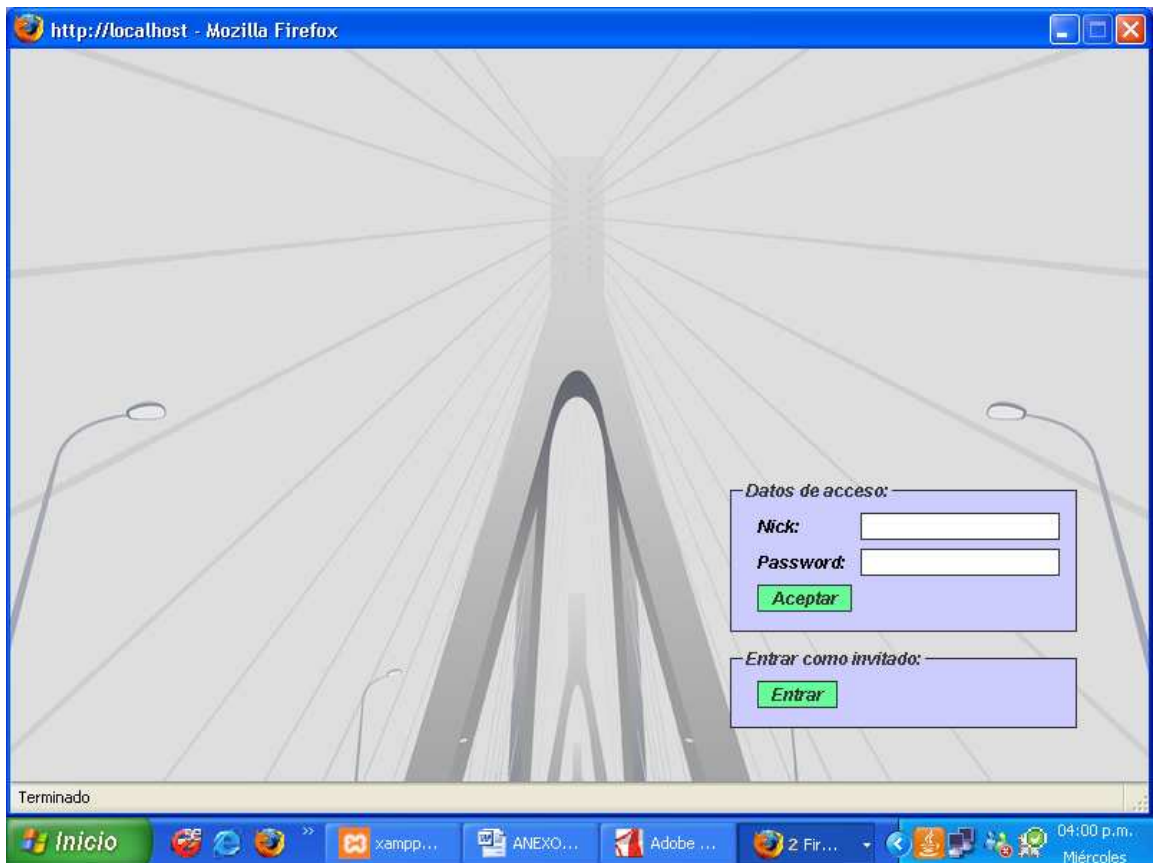 http://localhost - Mozilla Firefox
Datos de acceso:
Nick:
Password:
Aceptar
Entrar como invitado:
Entrar
Terminado
Inicio
»
xampp...
ANEXO...
Adobe ...
2 Fir...
04:00 p.m.
Miércoles